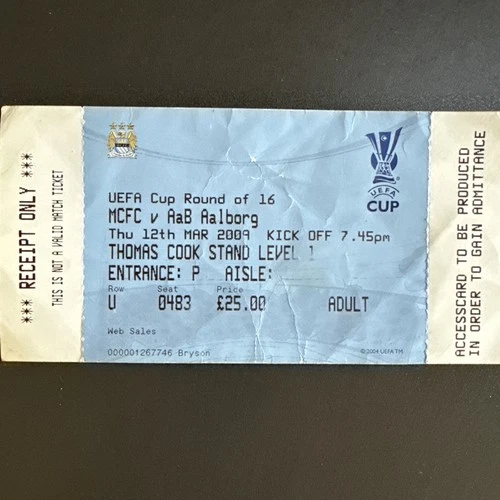 *** RECEIPT ONLY ***
THIS IS NOT A VALID MATCH TICKET
UEFA
CUP
UEFA Cup Round of 16
MCFC v AaB Aalborg
Thu 12th MAR 2009 KICK OFF 7.45pm
THOMAS COOK STAND LEVEL 1
ENTRANCE: P AISLE:
Row Seat Price
U 0483 £25.00 ADULT
Web Sales
000001267746 Bryson
©2004 UEFA TM
ACCESSCARD TO BE PRODUCED
IN ORDER TO GAIN ADMITTANCE